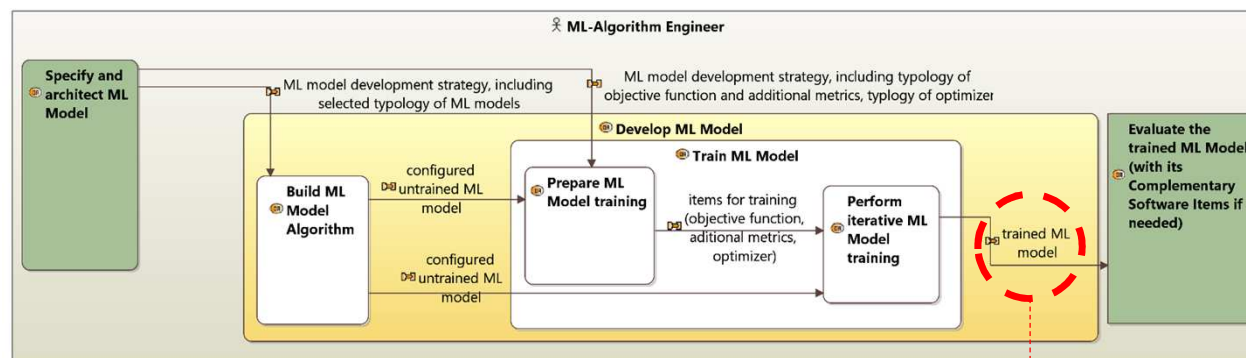 ML-Algorithm Engineer
Specify and
architect ML
Model
ML model development strategy, including
selected typology of ML models
ML model development strategy, including typology of
objective function and additional metrics, typlogy of optimizer
Develop ML Model
Train ML Model
Build ML
Model
Algorithm
configured
untrained ML
model
configured
untrained ML
model
Prepare ML
Model training
items for training
(objective function,
aditional metrics,
optimizer)
Perform
iterative ML
Model
training
trained ML
model
Evaluate the
trained ML Model
(with its
Complementary
Software Items if
needed)